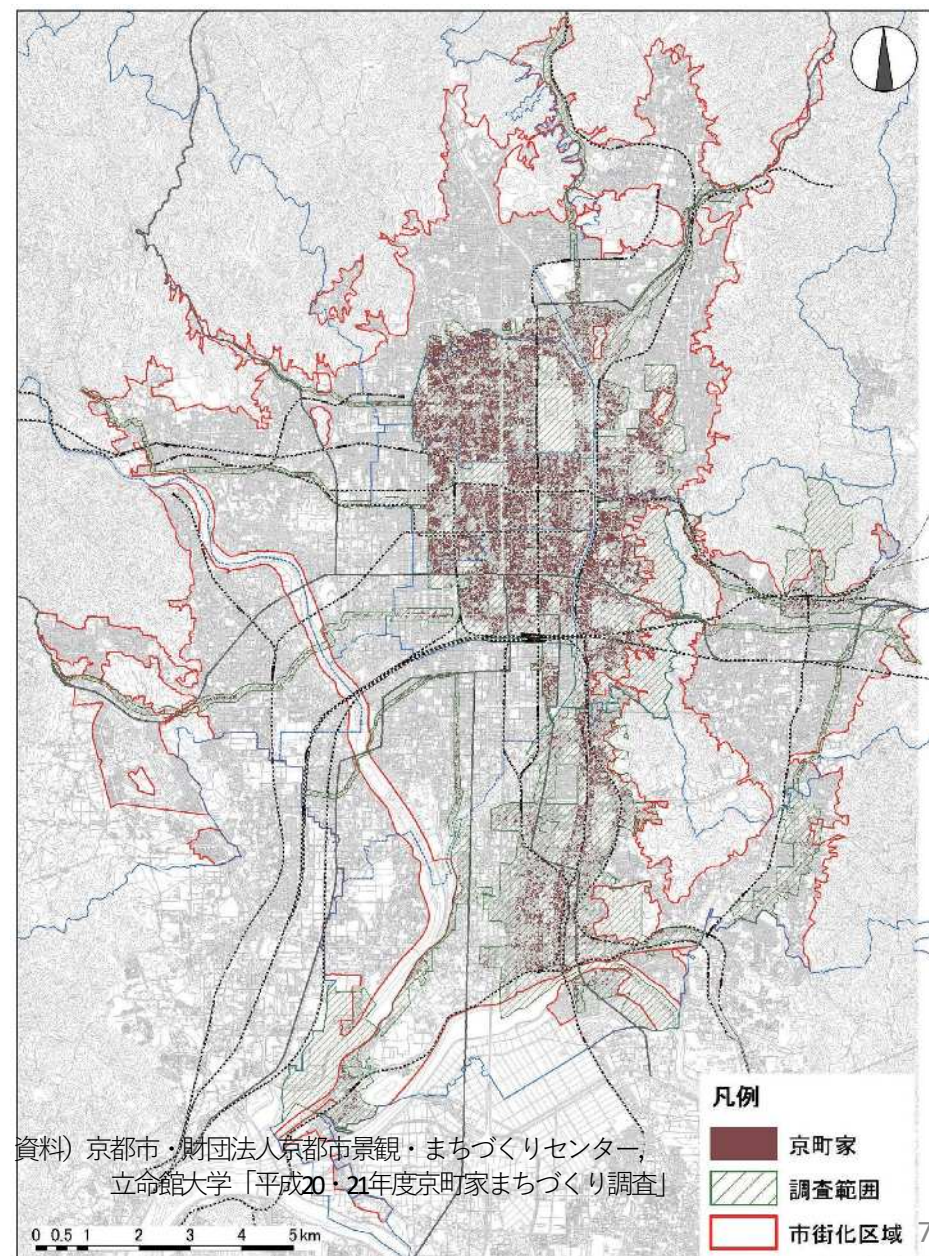 凡例
京町家
調査範囲
市街化区域
資料）京都市・財団法人京都市景観・まちづくりセンター,
立命館大学「平成20・21年度京町家まちづくり調査」
0 0.5 1 2 3 4 5 km
7